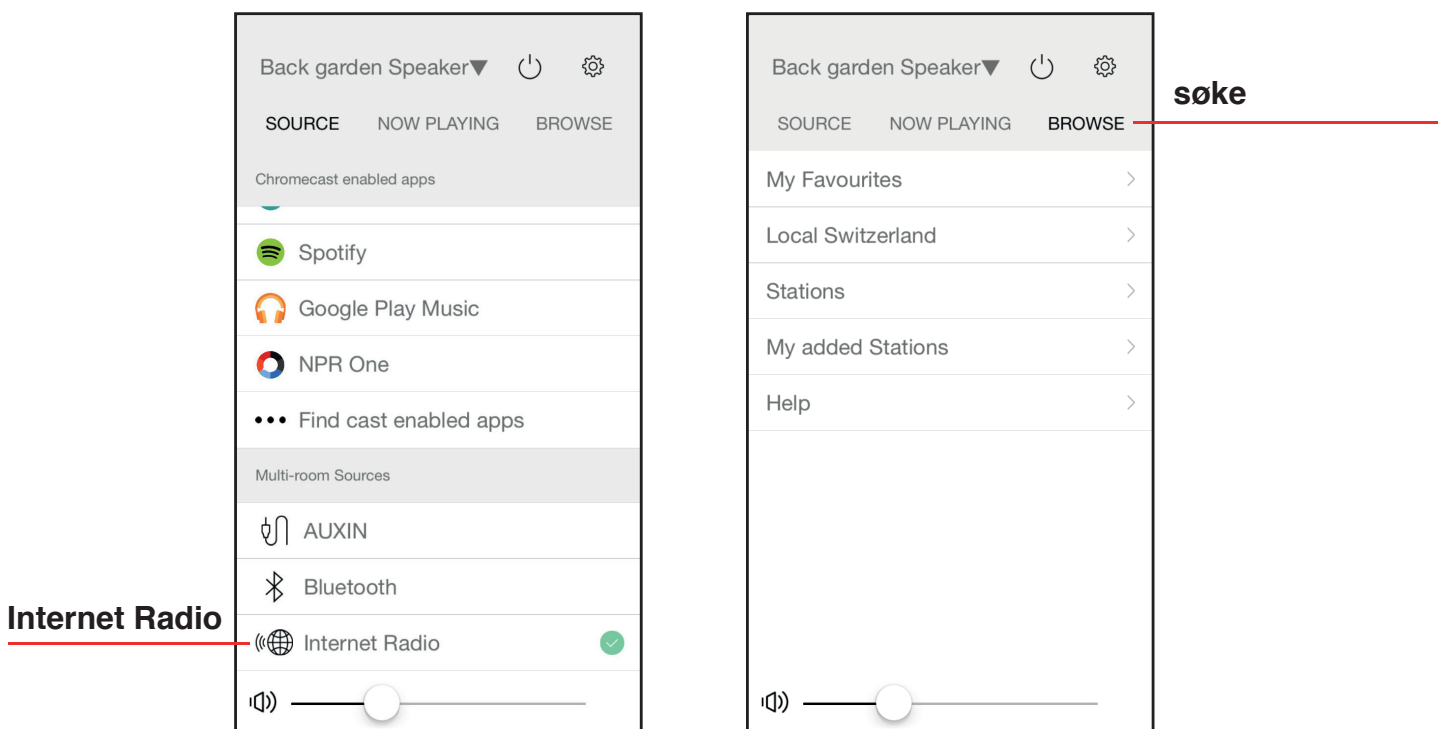 Back garden Speaker▼
SOURCE NOW PLAYING BROWSE
Chromecast enabled apps
Spotify
Google Play Music
NPR One
••• Find cast enabled apps
Multi-room Sources
AUXIN
Bluetooth
Internet Radio
Internet Radio
Back garden Speaker▼
SOURCE NOW PLAYING BROWSE
søke
My Favourites
Local Switzerland
Stations
My added Stations
Help